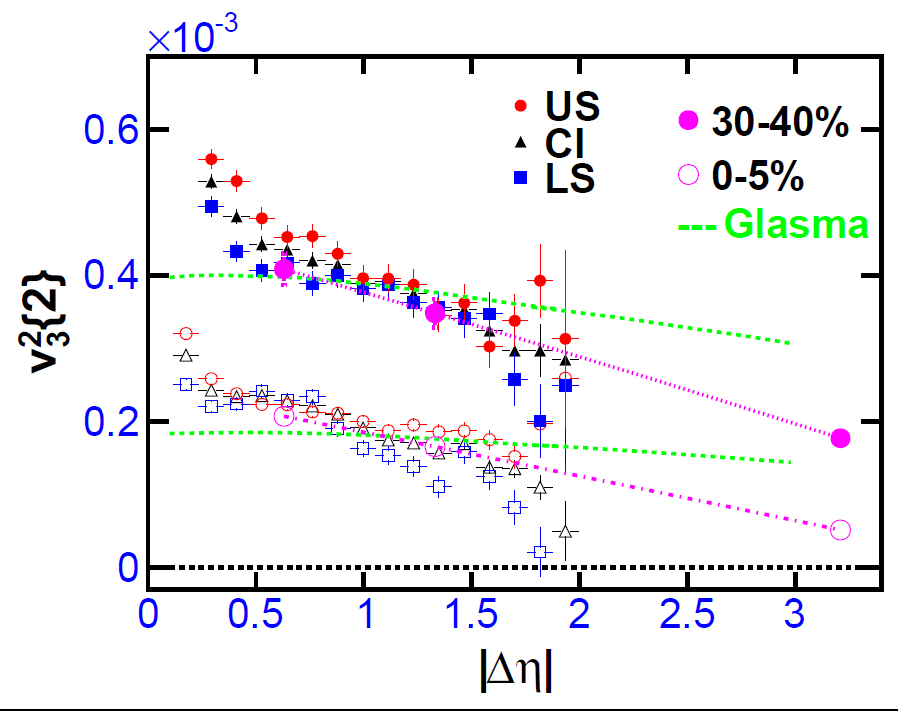 ×10⁻³
US
CI
LS
30-40%
0-5%
--- Glasma
0.6
0.4
0.2
0
v₃²{2}
0 0.5 1 1.5 2 2.5 3
|Δη|